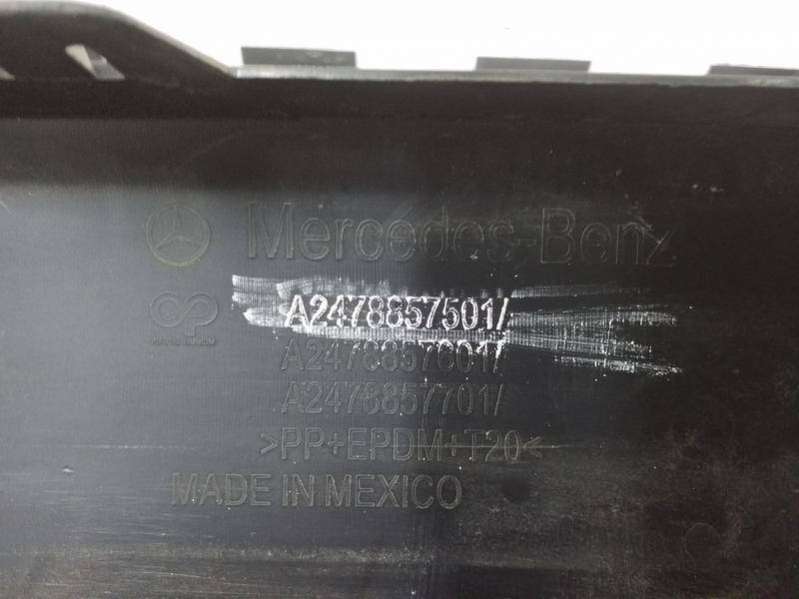 Mercedes-Benz
A2478857501/
A2478857601/
A2478857701/
>PP+EPDM+T20<
MADE IN MEXICO